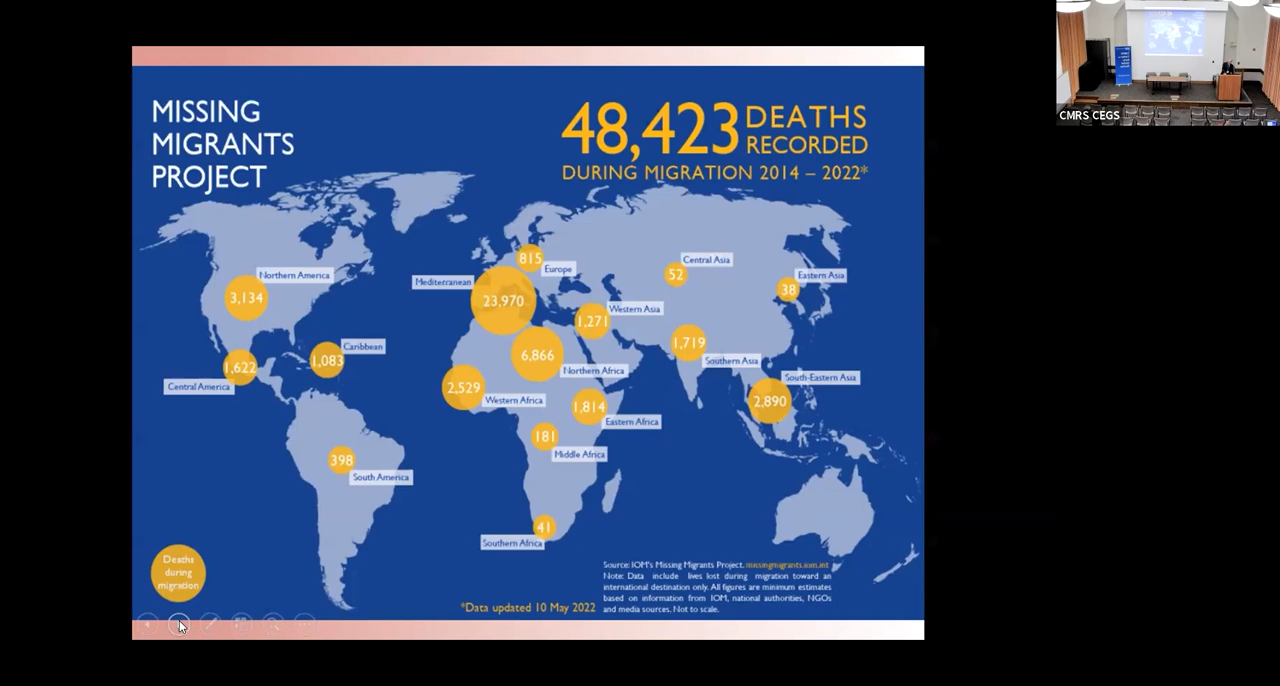 MISSING
MIGRANTS
PROJECT
48,423 DEATHS
RECORDED
DURING MIGRATION 2014 – 2022*
CMRS CEGS
815
Europe
Central Asia
52
Northern America
3,134
Mediterranean
23,970
Eastern Asia
38
Western Asia
1,271
Caribbean
1,083
1,719
Southern Asia
6,866
Northern Africa
1,622
Central America
South-Eastern Asia
2,890
2,529
Western Africa
1,814
Eastern Africa
181
Middle Africa
398
South America
41
Southern Africa
Deaths
during
migration
Source: IOM's Missing Migrants Project. missingmigrants.iom.int
Note: Data include lives lost during migration toward an
international destination only. All figures are minimum estimates
based on information from IOM, national authorities, NGOs
and media sources. Not to scale.
*Data updated 10 May 2022